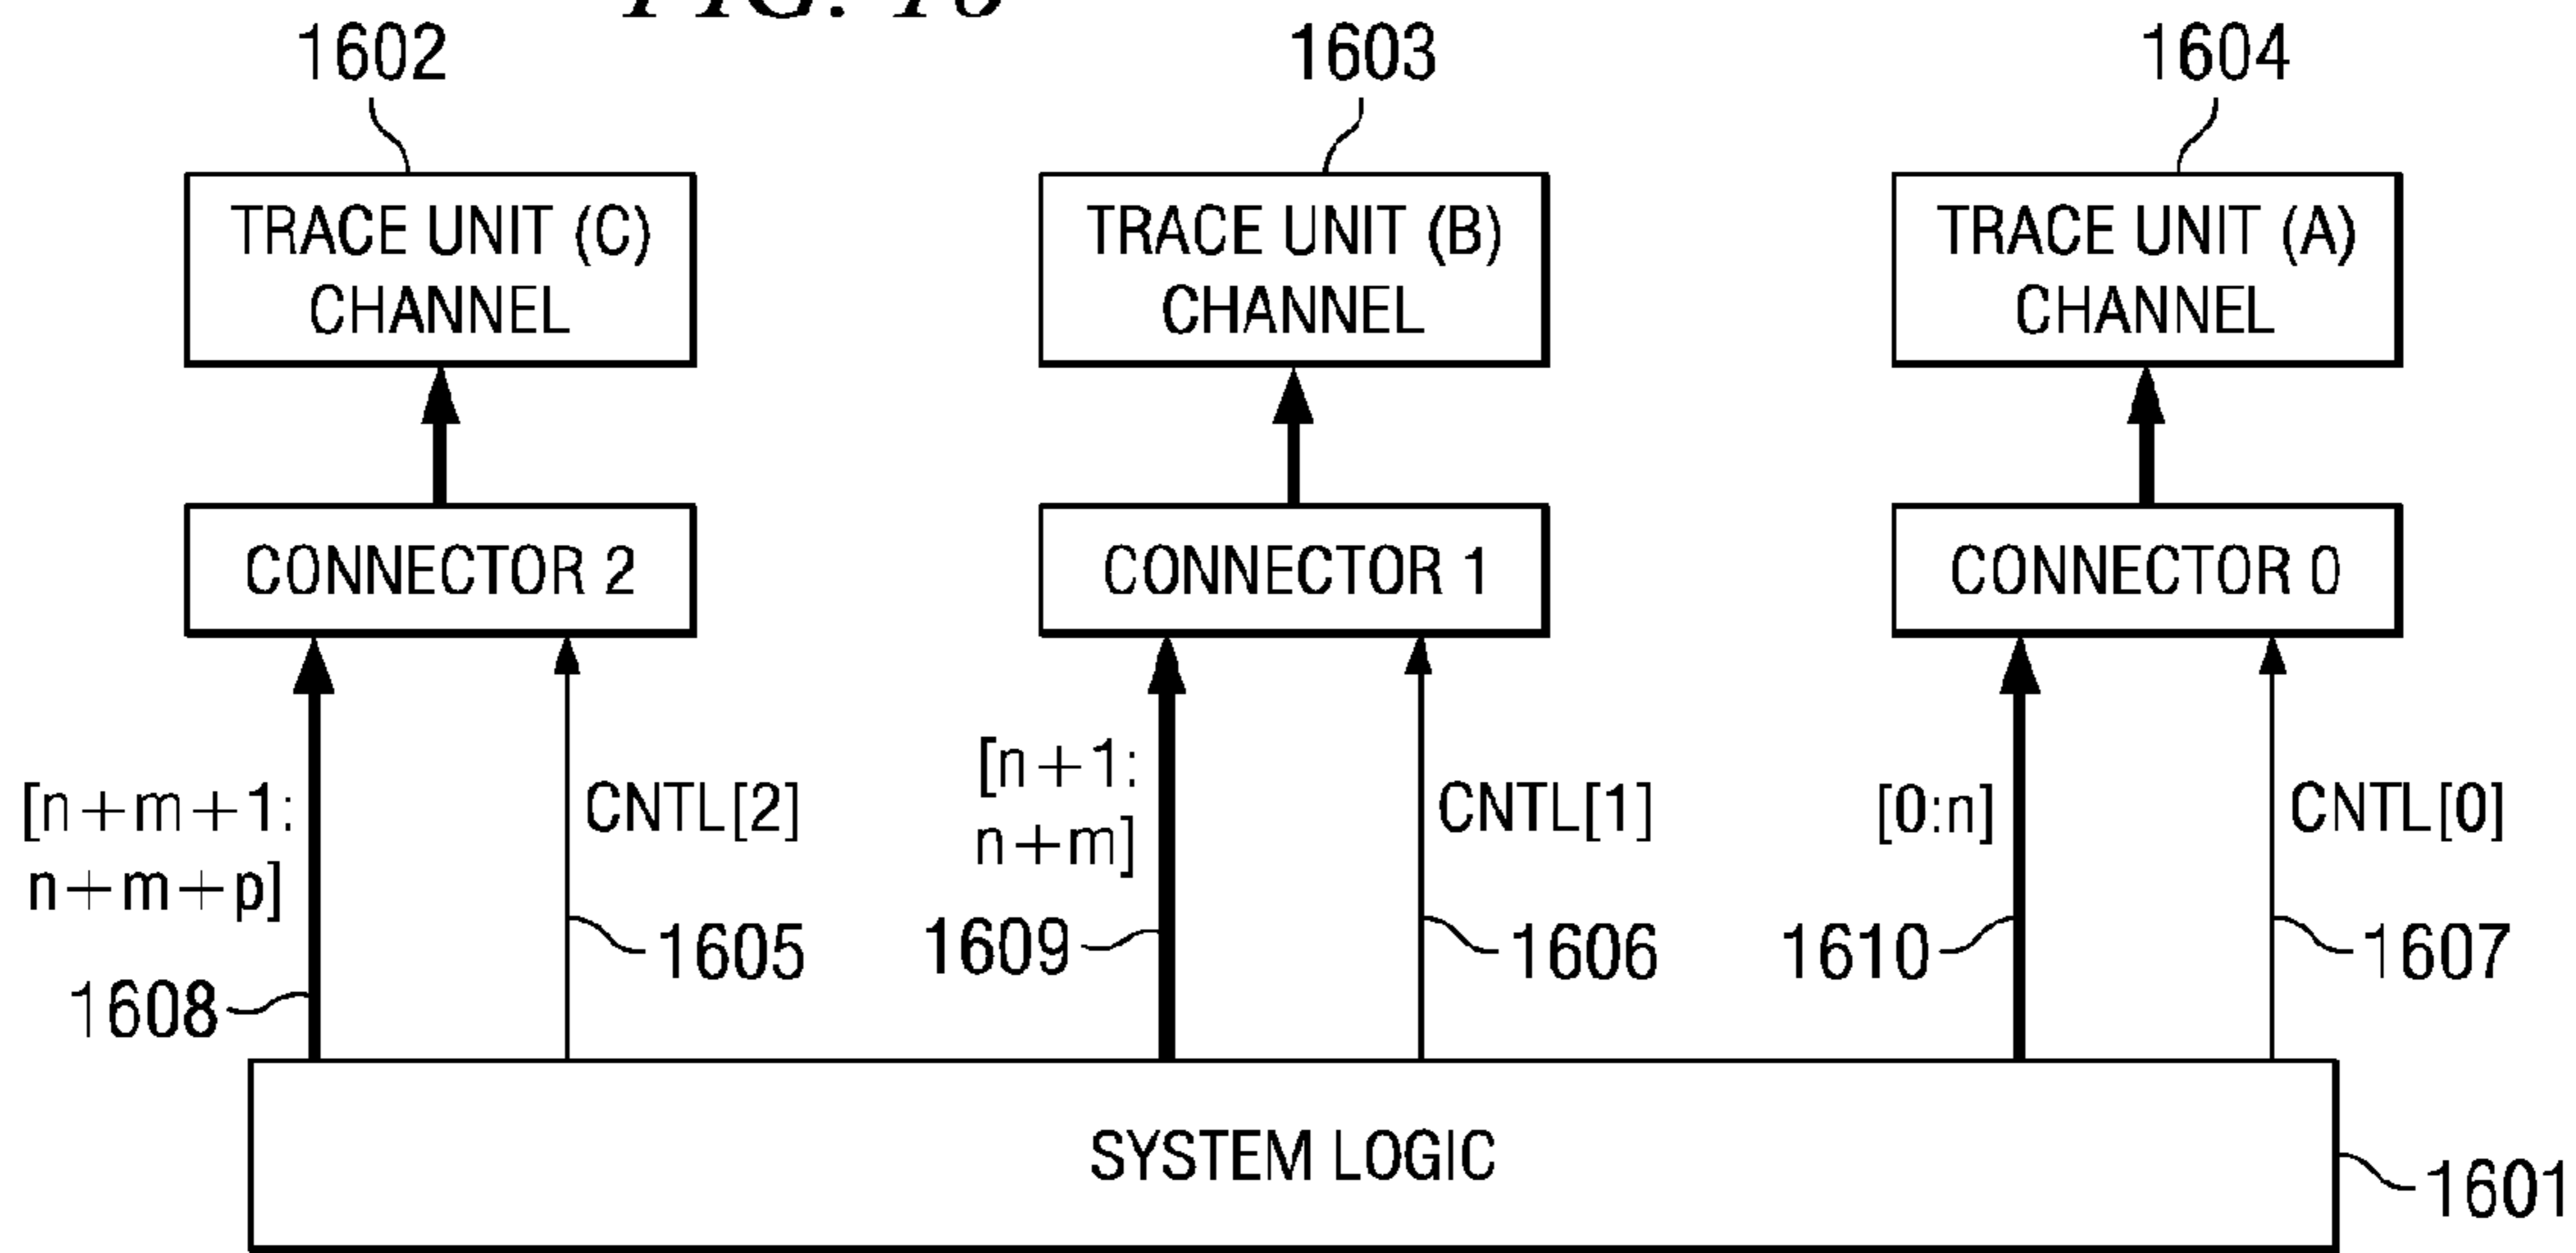 1602
1603
1604
TRACE UNIT (C)
CHANNEL
TRACE UNIT (B)
CHANNEL
TRACE UNIT (A)
CHANNEL
CONNECTOR 2
CONNECTOR 1
CONNECTOR 0
[n+m+1:
n+m+p]
CNTL[2]
[n+1:
n+m]
CNTL[1]
[0:n]
CNTL[0]
1608
1605
1609
1606
1610
1607
SYSTEM LOGIC
1601